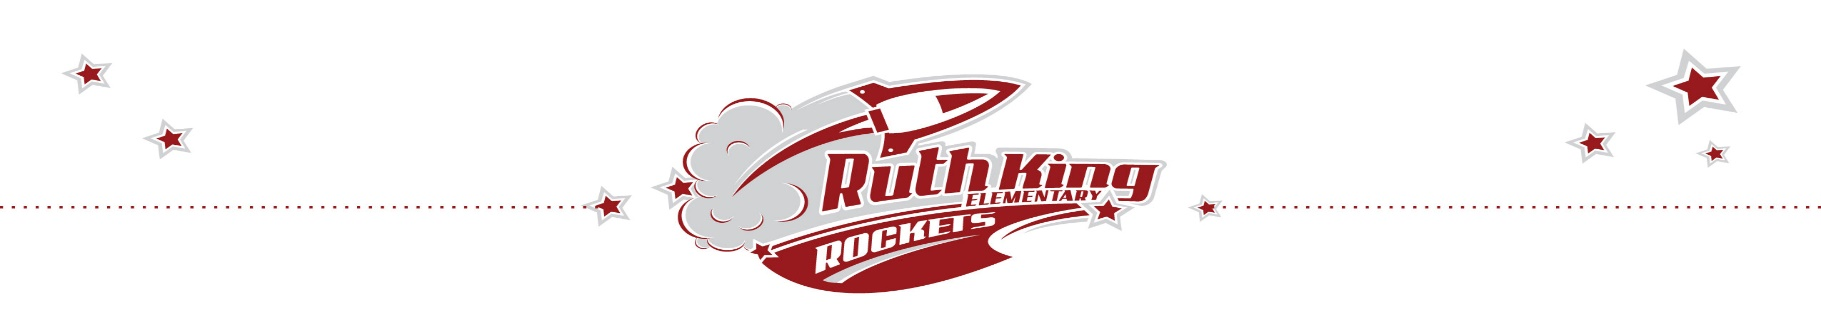 Ruth King
ELEMENTARY
ROCKETS